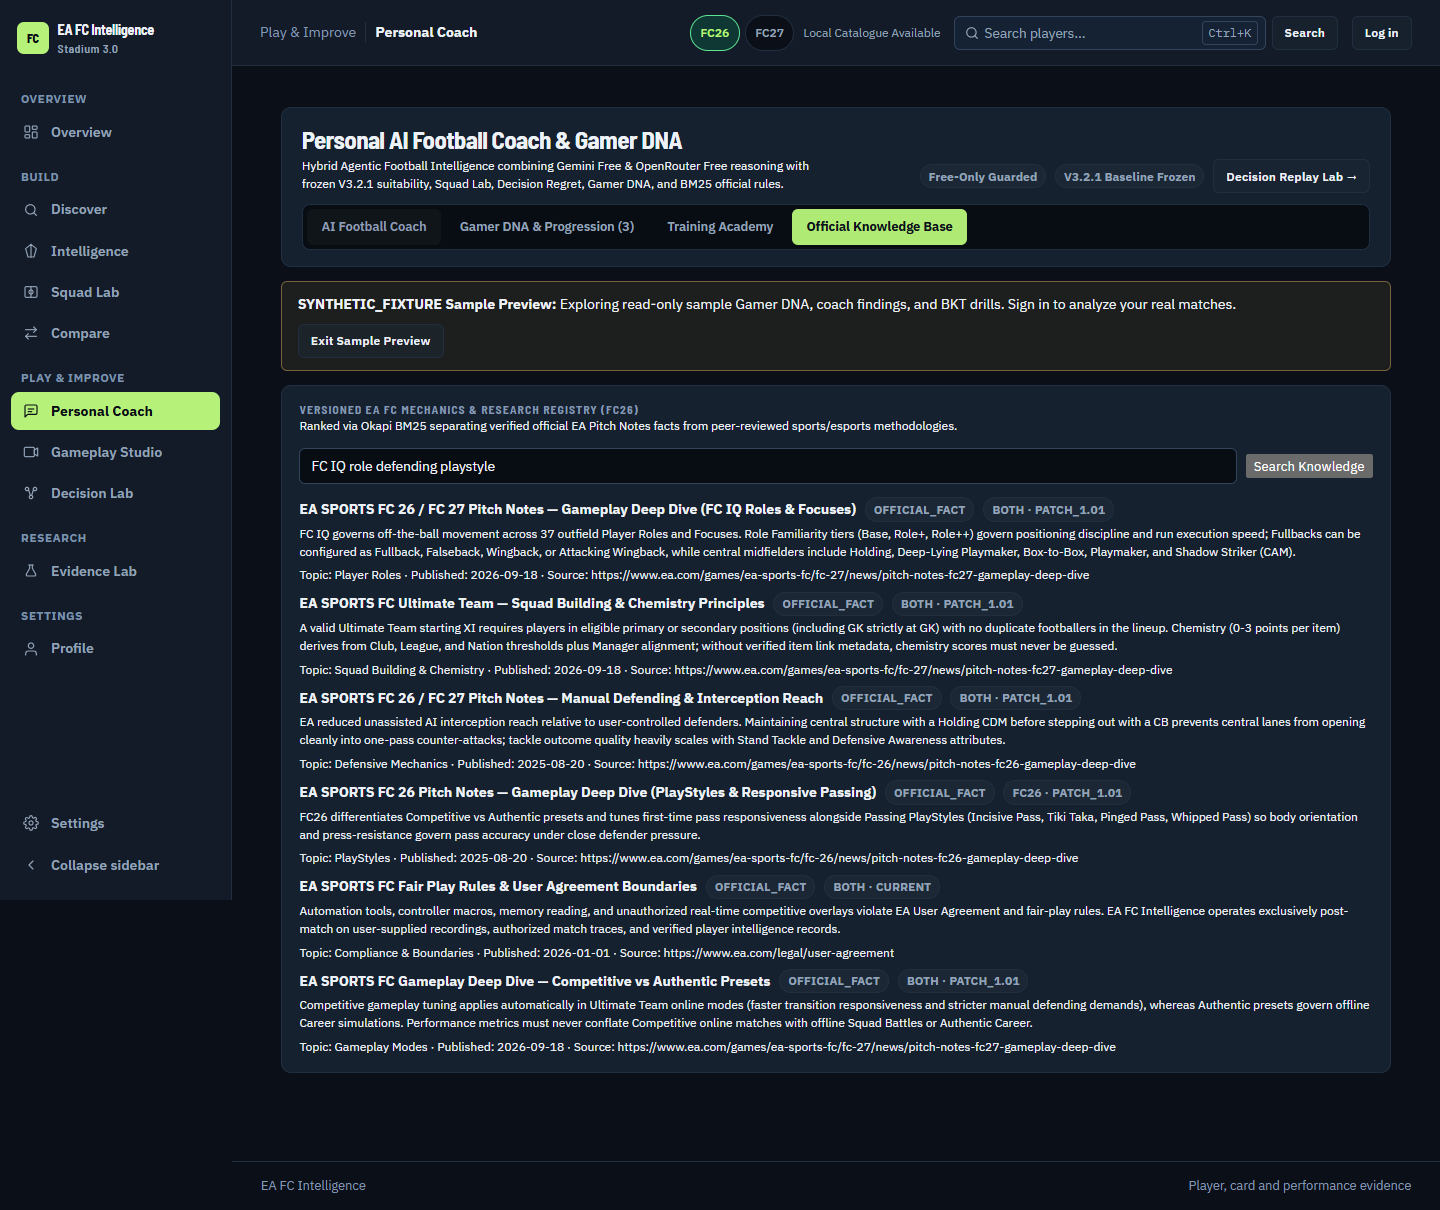 FC
EA FC Intelligence
Stadium 3.0
OVERVIEW
Overview
BUILD
Discover
Intelligence
Squad Lab
Compare
PLAY & IMPROVE
Personal Coach
Gameplay Studio
Decision Lab
RESEARCH
Evidence Lab
SETTINGS
Profile
Settings
Collapse sidebar
Play & Improve
Personal Coach
FC26
FC27
Local Catalogue Available
Search players...
Ctrl+K
Search
Log in
Personal AI Football Coach & Gamer DNA
Hybrid Agentic Football Intelligence combining Gemini Free & OpenRouter Free reasoning with
frozen V3.2.1 suitability, Squad Lab, Decision Regret, Gamer DNA, and BM25 official rules.
Free-Only Guarded
V3.2.1 Baseline Frozen
Decision Replay Lab →
AI Football Coach
Gamer DNA & Progression (3)
Training Academy
Official Knowledge Base
SYNTHETIC_FIXTURE Sample Preview: Exploring read-only sample Gamer DNA, coach findings, and BKT drills. Sign in to analyze your real matches.
Exit Sample Preview
VERSIONED EA FC MECHANICS & RESEARCH REGISTRY (FC26)
Ranked via Okapi BM25 separating verified official EA Pitch Notes facts from peer-reviewed sports/esports methodologies.
FC IQ role defending playstyle
Search Knowledge
EA SPORTS FC 26 / FC 27 Pitch Notes — Gameplay Deep Dive (FC IQ Roles & Focuses) OFFICIAL_FACT BOTH · PATCH_1.01
FC IQ governs off-the-ball movement across 37 outfield Player Roles and Focuses. Role Familiarity tiers (Base, Role+, Role++) govern positioning discipline and run execution speed; Fullbacks can be
configured as Fullback, Falseback, Wingback, or Attacking Wingback, while central midfielders include Holding, Deep-Lying Playmaker, Box-to-Box, Playmaker, and Shadow Striker (CAM).
Topic: Player Roles · Published: 2026-09-18 · Source: https://www.ea.com/games/ea-sports-fc/fc-27/news/pitch-notes-fc27-gameplay-deep-dive
EA SPORTS FC Ultimate Team — Squad Building & Chemistry Principles OFFICIAL_FACT BOTH · PATCH_1.01
A valid Ultimate Team starting XI requires players in eligible primary or secondary positions (including GK strictly at GK) with no duplicate footballers in the lineup. Chemistry (0-3 points per item)
derives from Club, League, and Nation thresholds plus Manager alignment; without verified item link metadata, chemistry scores must never be guessed.
Topic: Squad Building & Chemistry · Published: 2026-09-18 · Source: https://www.ea.com/games/ea-sports-fc/fc-27/news/pitch-notes-fc27-gameplay-deep-dive
EA SPORTS FC 26 / FC 27 Pitch Notes — Manual Defending & Interception Reach OFFICIAL_FACT BOTH · PATCH_1.01
EA reduced unassisted AI interception reach relative to user-controlled defenders. Maintaining central structure with a Holding CDM before stepping out with a CB prevents central lanes from opening
cleanly into one-pass counter-attacks; tackle outcome quality heavily scales with Stand Tackle and Defensive Awareness attributes.
Topic: Defensive Mechanics · Published: 2025-08-20 · Source: https://www.ea.com/games/ea-sports-fc/fc-26/news/pitch-notes-fc26-gameplay-deep-dive
EA SPORTS FC 26 Pitch Notes — Gameplay Deep Dive (PlayStyles & Responsive Passing) OFFICIAL_FACT FC26 · PATCH_1.01
FC26 differentiates Competitive vs Authentic presets and tunes first-time pass responsiveness alongside Passing PlayStyles (Incisive Pass, Tiki Taka, Pinged Pass, Whipped Pass) so body orientation
and press-resistance govern pass accuracy under close defender pressure.
Topic: PlayStyles · Published: 2025-08-20 · Source: https://www.ea.com/games/ea-sports-fc/fc-26/news/pitch-notes-fc26-gameplay-deep-dive
EA SPORTS FC Fair Play Rules & User Agreement Boundaries OFFICIAL_FACT BOTH · CURRENT
Automation tools, controller macros, memory reading, and unauthorized real-time competitive overlays violate EA User Agreement and fair-play rules. EA FC Intelligence operates exclusively post-
match on user-supplied recordings, authorized match traces, and verified player intelligence records.
Topic: Compliance & Boundaries · Published: 2026-01-01 · Source: https://www.ea.com/legal/user-agreement
EA SPORTS FC Gameplay Deep Dive — Competitive vs Authentic Presets OFFICIAL_FACT BOTH · PATCH_1.01
Competitive gameplay tuning applies automatically in Ultimate Team online modes (faster transition responsiveness and stricter manual defending demands), whereas Authentic presets govern offline
Career simulations. Performance metrics must never conflate Competitive online matches with offline Squad Battles or Authentic Career.
Topic: Gameplay Modes · Published: 2026-09-18 · Source: https://www.ea.com/games/ea-sports-fc/fc-27/news/pitch-notes-fc27-gameplay-deep-dive
EA FC Intelligence
Player, card and performance evidence